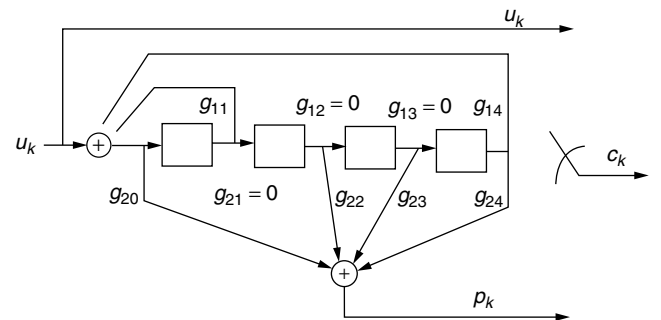 u_k
g_11
g_12 = 0
g_13 = 0
g_14
u_k
+
c_k
g_20
g_21 = 0
g_22
g_23
g_24
+
p_k